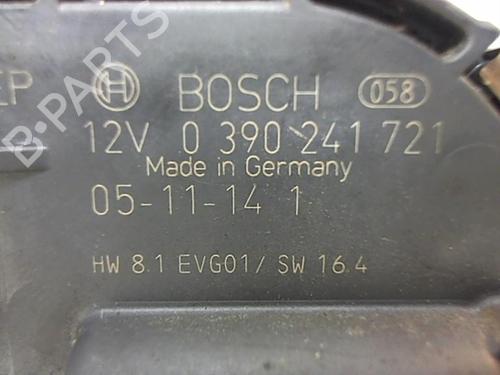 EP BOSCH 058
12V 0 390 241 721
Made in Germany
05-11-14 1
HW 8.1 EVG01/ SW 16.4
B-PARTS